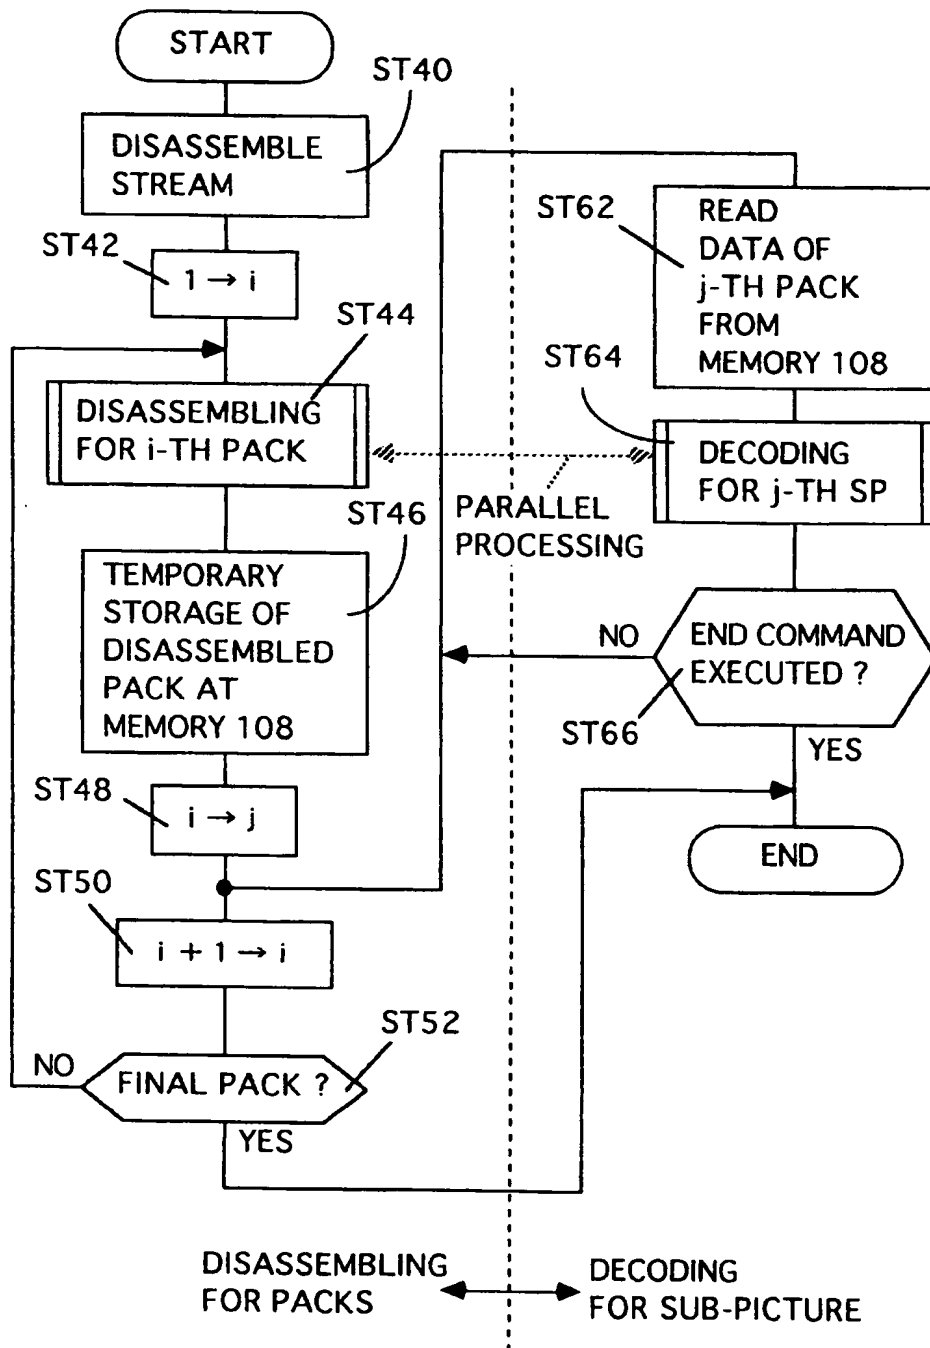 START
ST40
DISASSEMBLE
STREAM
ST42
1 → i
ST44
DISASSEMBLING
FOR i-TH PACK
ST46
TEMPORARY
STORAGE OF
DISASSEMBLED
PACK AT
MEMORY 108
ST48
i → j
ST50
i + 1 → i
ST52
NO
FINAL PACK ?
YES
ST62
READ
DATA OF
j-TH PACK
FROM
MEMORY 108
ST64
DECODING
FOR j-TH SP
PARALLEL
PROCESSING
NO
END COMMAND
EXECUTED ?
ST66
YES
END
DISASSEMBLING
FOR PACKS
DECODING
FOR SUB-PICTURE